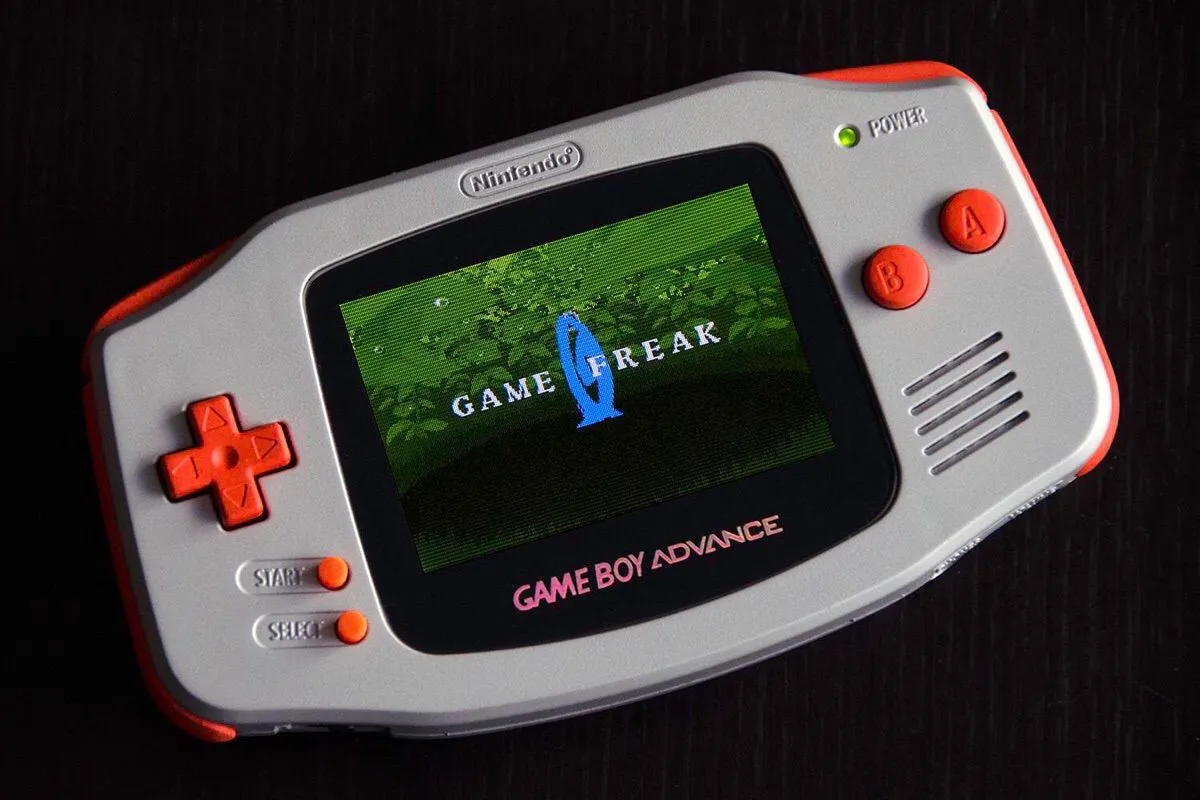 Nintendo
POWER
A
B
GAME FREAK
GAME BOY ADVANCE
START
SELECT